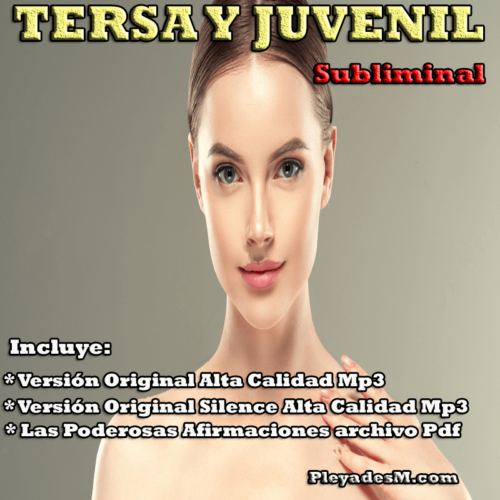 TERSA Y JUVENIL
Subliminal
Incluye:
* Versión Original Alta Calidad Mp3
* Versión Original Silence Alta Calidad Mp3
* Las Poderosas Afirmaciones archivo Pdf
PleyadesM.com